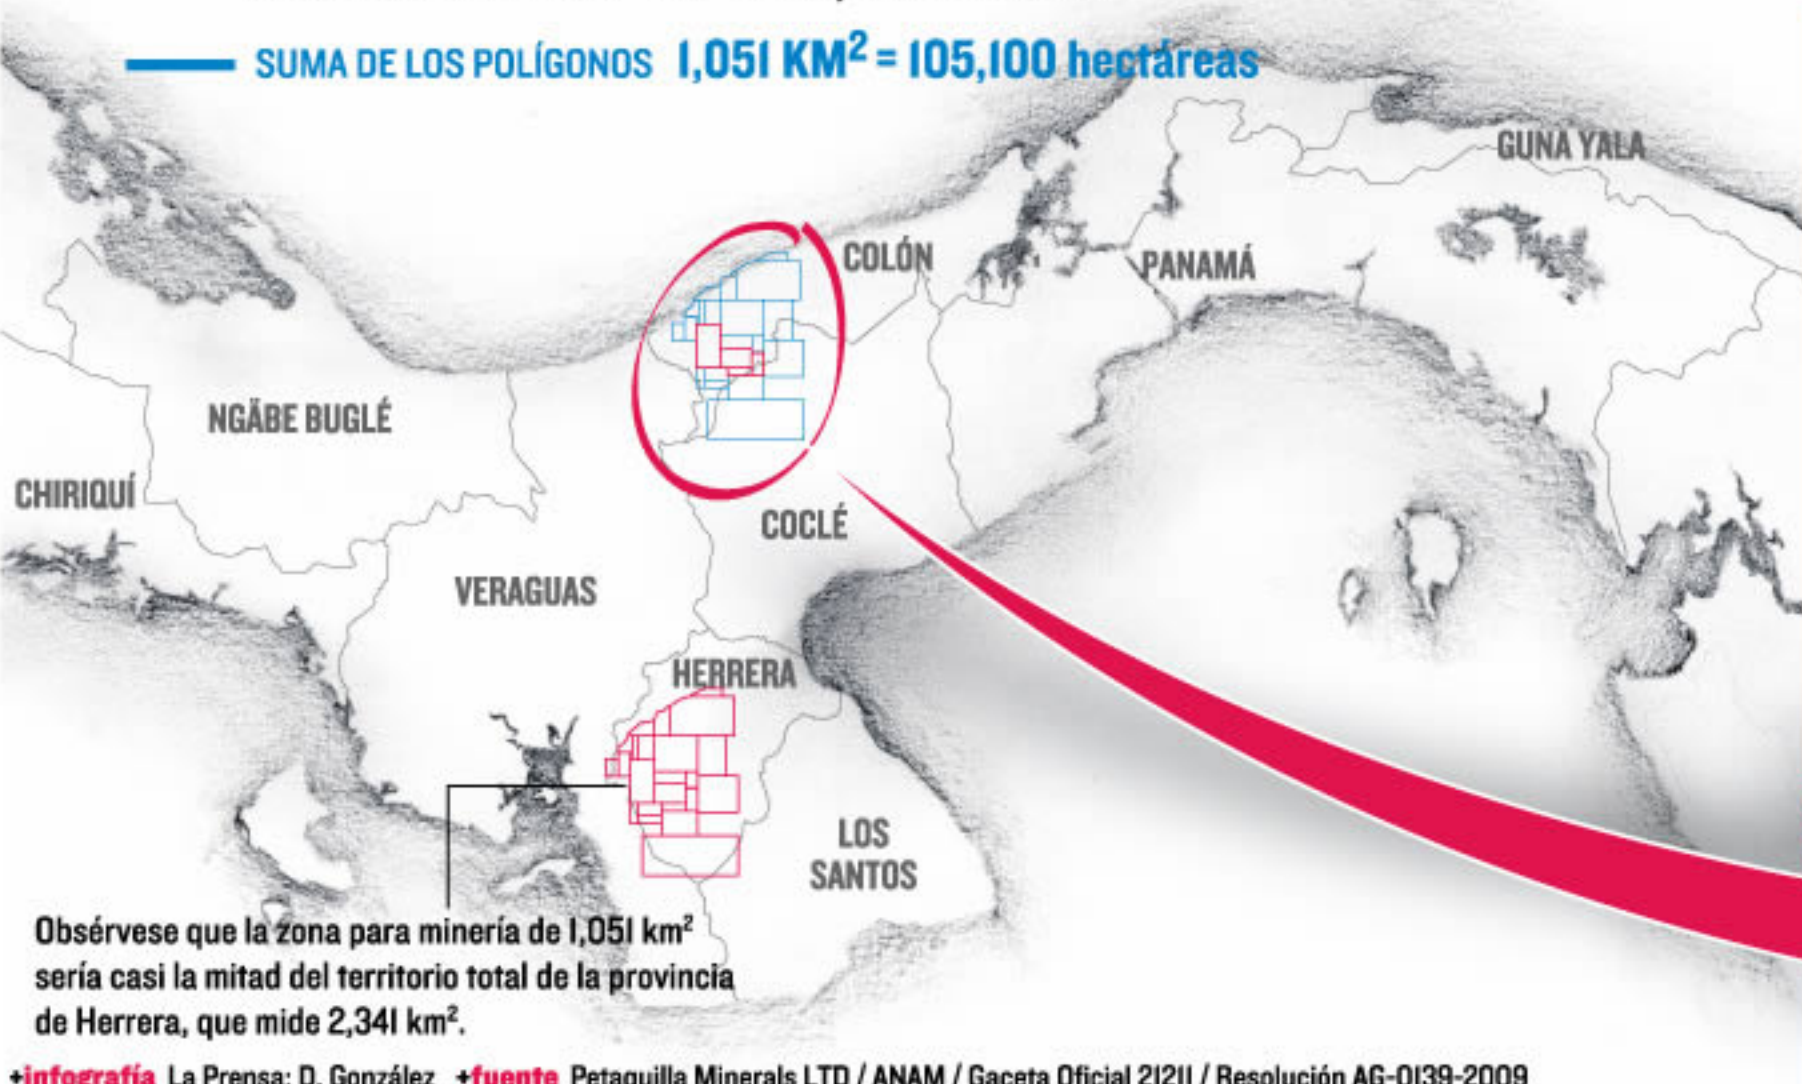 SUMA DE LOS POLÍGONOS 1,051 KM² = 105,100 hectáreas
GUNA YALA
COLÓN
PANAMÁ
NGÄBE BUGLÉ
CHIRIQUÍ
COCLÉ
VERAGUAS
HERRERA
LOS
SANTOS
Obsérvese que la zona para minería de 1,051 km²
sería casi la mitad del territorio total de la provincia
de Herrera, que mide 2,341 km².
+infografía La Prensa: D. González +fuente Petaquilla Minerals LTD / ANAM / Gaceta Oficial 21211 / Resolución AG-0139-2009